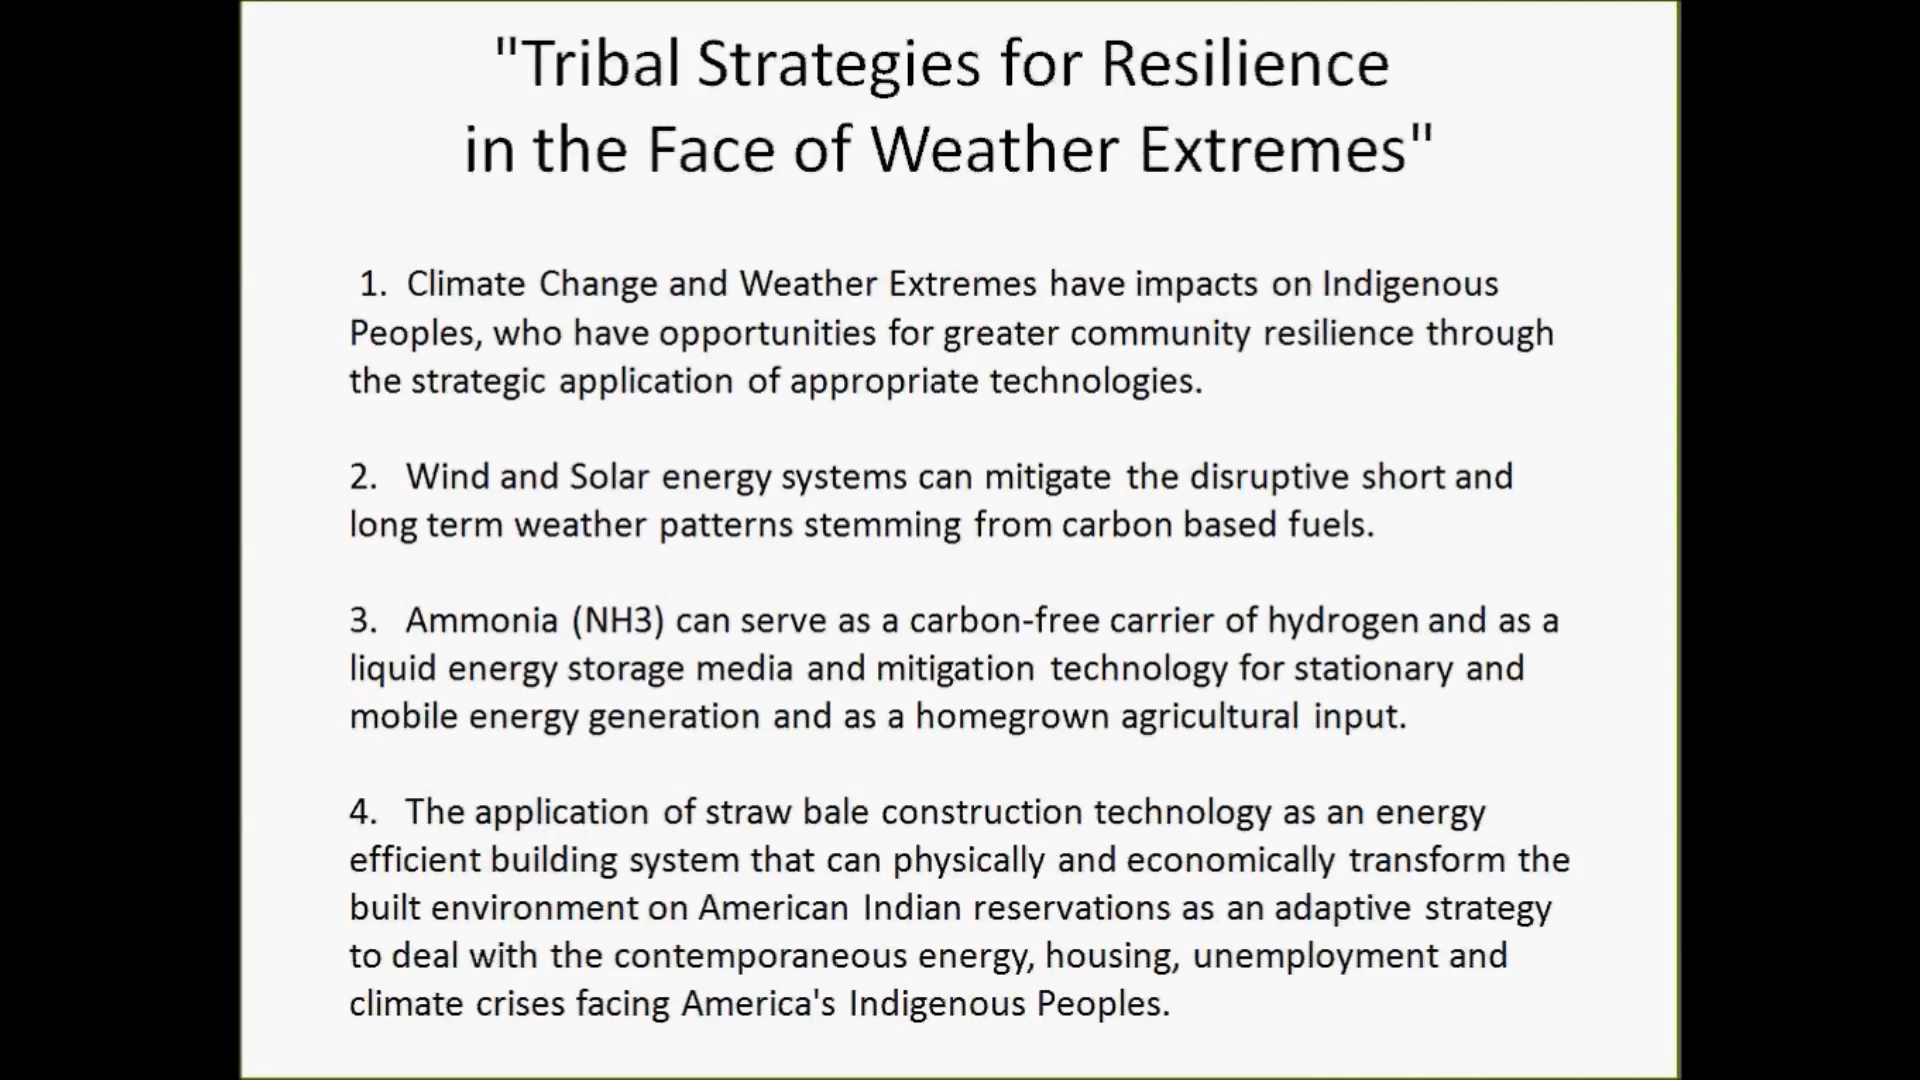 "Tribal Strategies for Resilience
in the Face of Weather Extremes"
1. Climate Change and Weather Extremes have impacts on Indigenous
Peoples, who have opportunities for greater community resilience through
the strategic application of appropriate technologies.
2. Wind and Solar energy systems can mitigate the disruptive short and
long term weather patterns stemming from carbon based fuels.
3. Ammonia (NH3) can serve as a carbon-free carrier of hydrogen and as a
liquid energy storage media and mitigation technology for stationary and
mobile energy generation and as a homegrown agricultural input.
4. The application of straw bale construction technology as an energy
efficient building system that can physically and economically transform the
built environment on American Indian reservations as an adaptive strategy
to deal with the contemporaneous energy, housing, unemployment and
climate crises facing America's Indigenous Peoples.